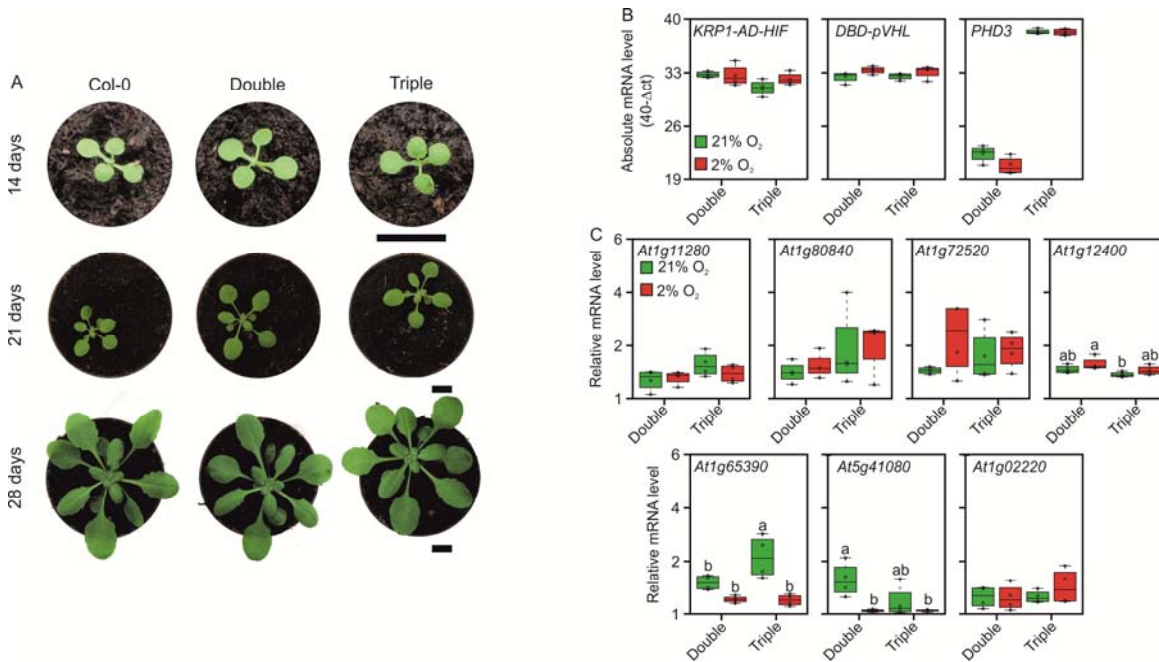 A
Col-0
Double
Triple
14 days
21 days
28 days
B
KRP1-AD-HIF
DBD-pVHL
PHD3
Absolute mRNA level
(40-Δct)
40
33
26
19
21% O2
2% O2
Double
Triple
Double
Triple
Double
Triple
C
At1g11280
At1g80840
At1g72520
At1g12400
Relative mRNA level
6
4
2
1
21% O2
2% O2
ab
a
b
ab
Double
Triple
Double
Triple
Double
Triple
Double
Triple
At1g65390
At5g41080
At1g02220
Relative mRNA level
6
4
2
1
b
b
a
b
a
b
ab
b
Double
Triple
Double
Triple
Double
Triple